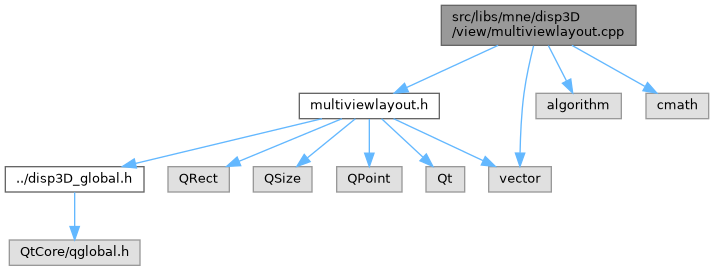 src/libs/mne/disp3D
/view/multiviewlayout.cpp
multiviewlayout.h
algorithm
cmath
../disp3D_global.h
QRect
QSize
QPoint
Qt
vector
QtCore/qglobal.h